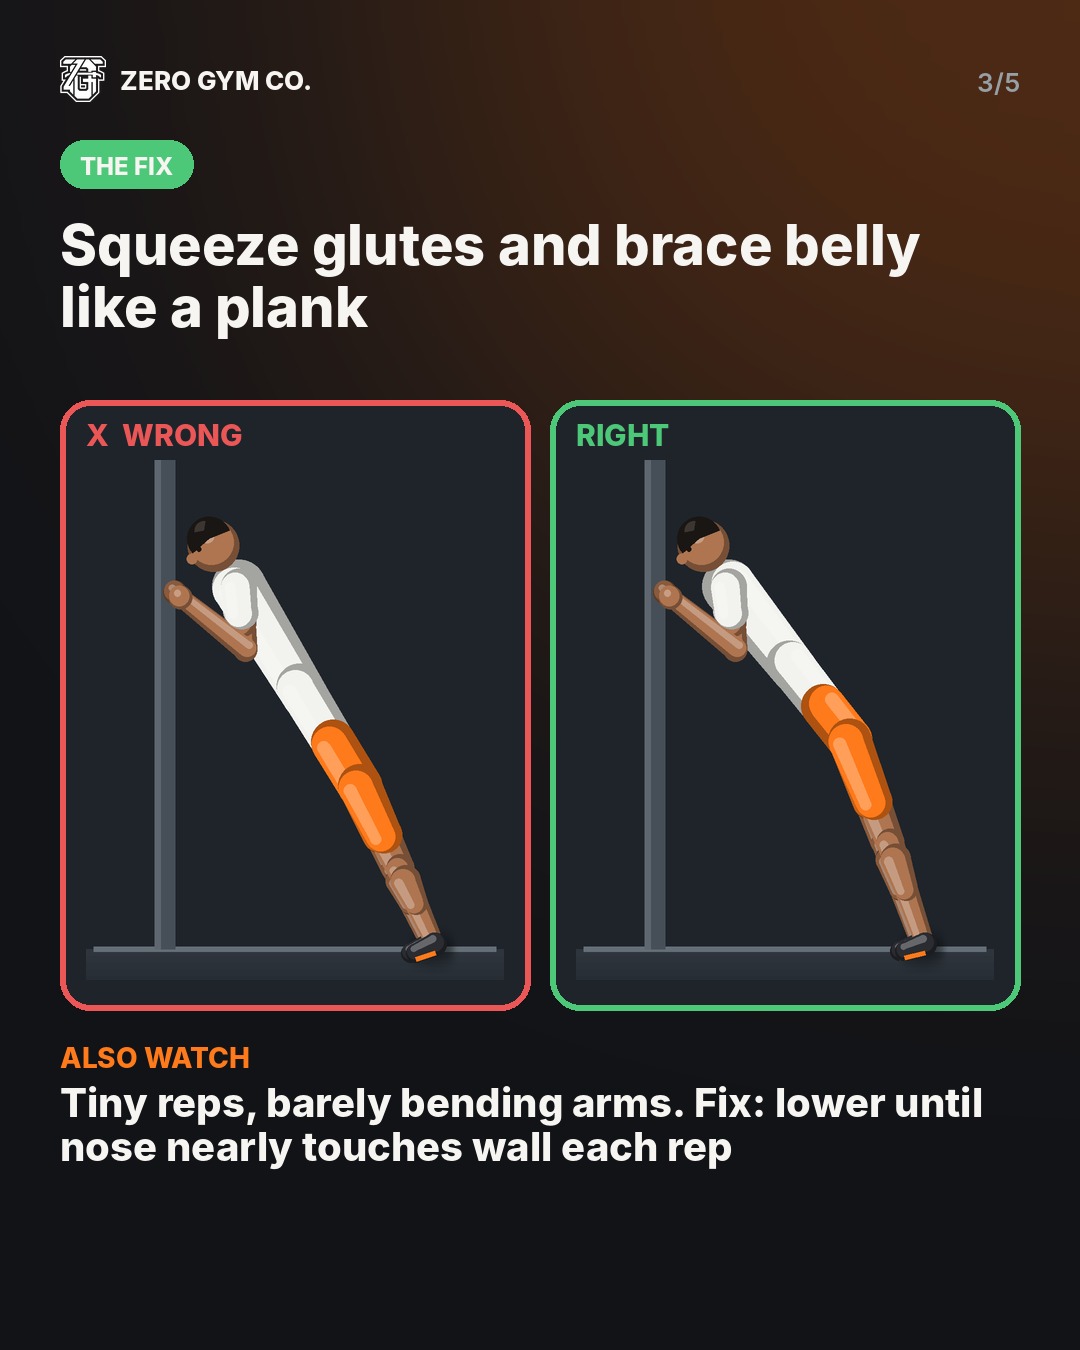 ZERO GYM CO.
3/5
THE FIX
Squeeze glutes and brace belly
like a plank
X WRONG
RIGHT
ALSO WATCH
Tiny reps, barely bending arms. Fix: lower until
nose nearly touches wall each rep